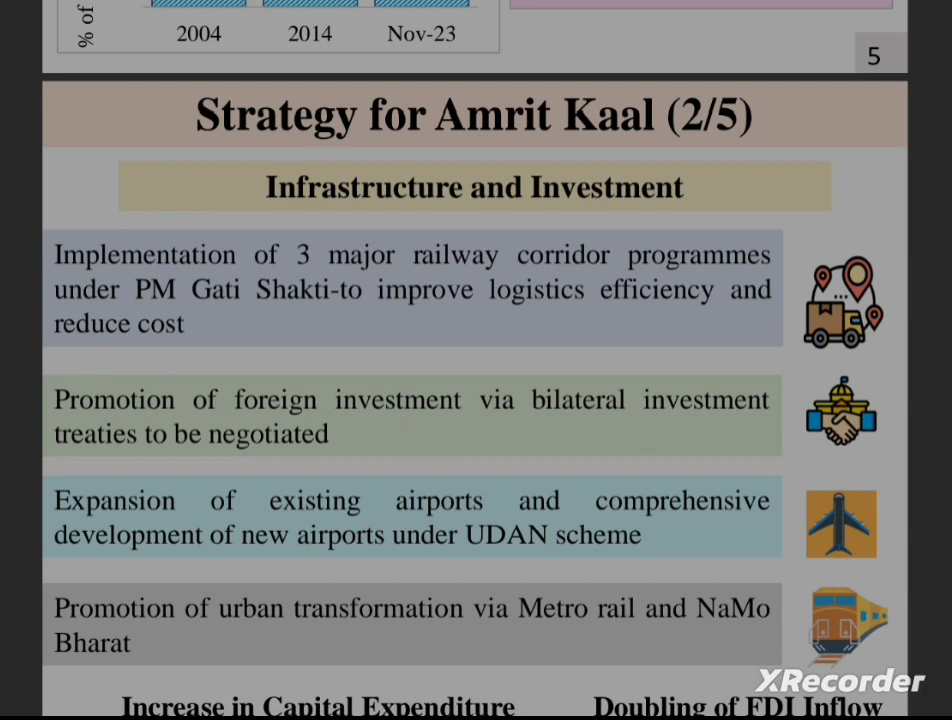 % of
2004 2014 Nov-23
5
Strategy for Amrit Kaal (2/5)
Infrastructure and Investment
Implementation of 3 major railway corridor programmes
under PM Gati Shakti-to improve logistics efficiency and
reduce cost
Promotion of foreign investment via bilateral investment
treaties to be negotiated
Expansion of existing airports and comprehensive
development of new airports under UDAN scheme
Promotion of urban transformation via Metro rail and NaMo
Bharat
XRecorder
Increase in Capital Expenditure Doubling of FDI Inflow